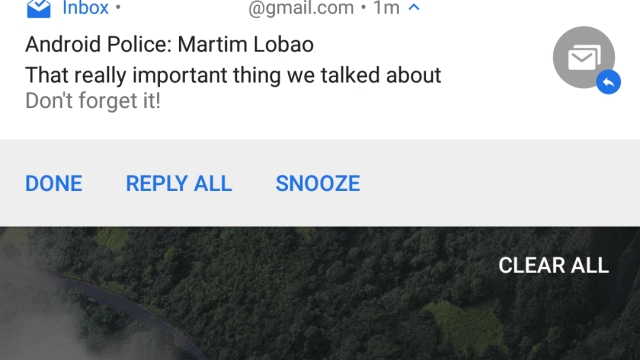 Inbox • @gmail.com • 1m
Android Police: Martim Lobao
That really important thing we talked about
Don't forget it!
DONE REPLY ALL SNOOZE
CLEAR ALL